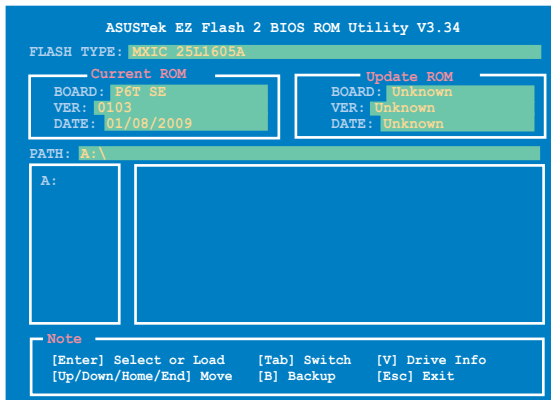 ASUSTek EZ Flash 2 BIOS ROM Utility V3.34
FLASH TYPE: MXIC 25L1605A
Current ROM
BOARD: P6T SE
VER: 0103
DATE: 01/08/2009
Update ROM
BOARD: Unknown
VER: Unknown
DATE: Unknown
PATH: A:\
A:
Note
[Enter] Select or Load [Tab] Switch [V] Drive Info
[Up/Down/Home/End] Move [B] Backup [Esc] Exit